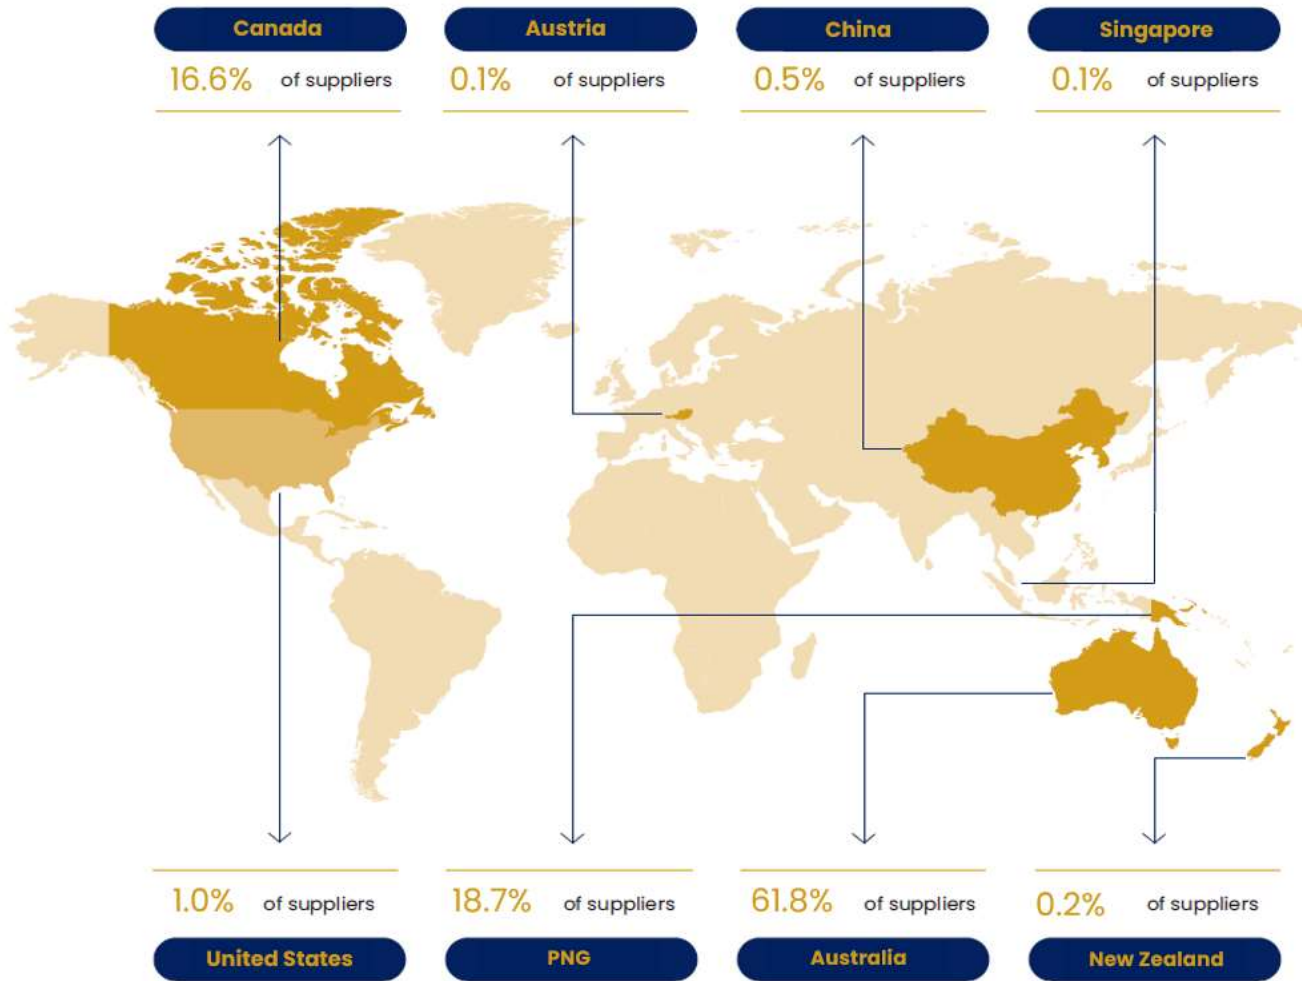 Canada
16.6% of suppliers
Austria
0.1% of suppliers
China
0.5% of suppliers
Singapore
0.1% of suppliers
1.0% of suppliers
United States
18.7% of suppliers
PNG
61.8% of suppliers
Australia
0.2% of suppliers
New Zealand